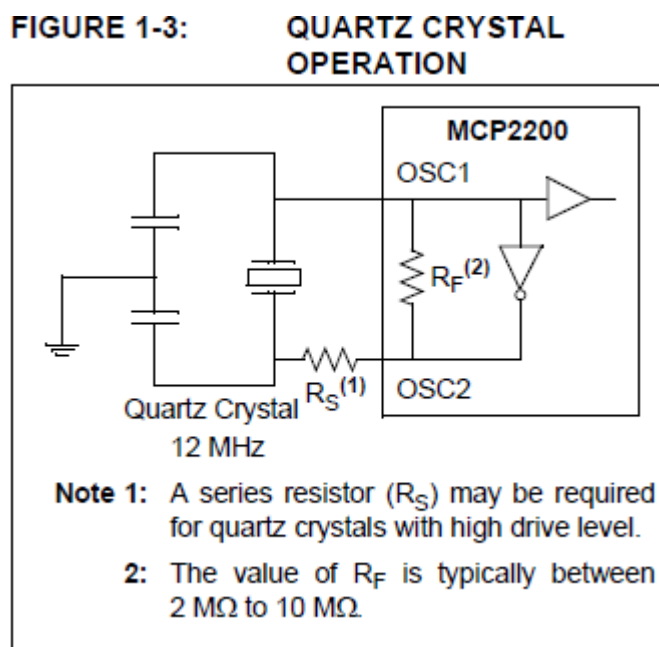 FIGURE 1-3: QUARTZ CRYSTAL
OPERATION
MCP2200
OSC1
RF(2)
RS(1)
OSC2
Quartz Crystal
12 MHz
Note 1: A series resistor (RS) may be required
for quartz crystals with high drive level.
2: The value of RF is typically between
2 MΩ to 10 MΩ.